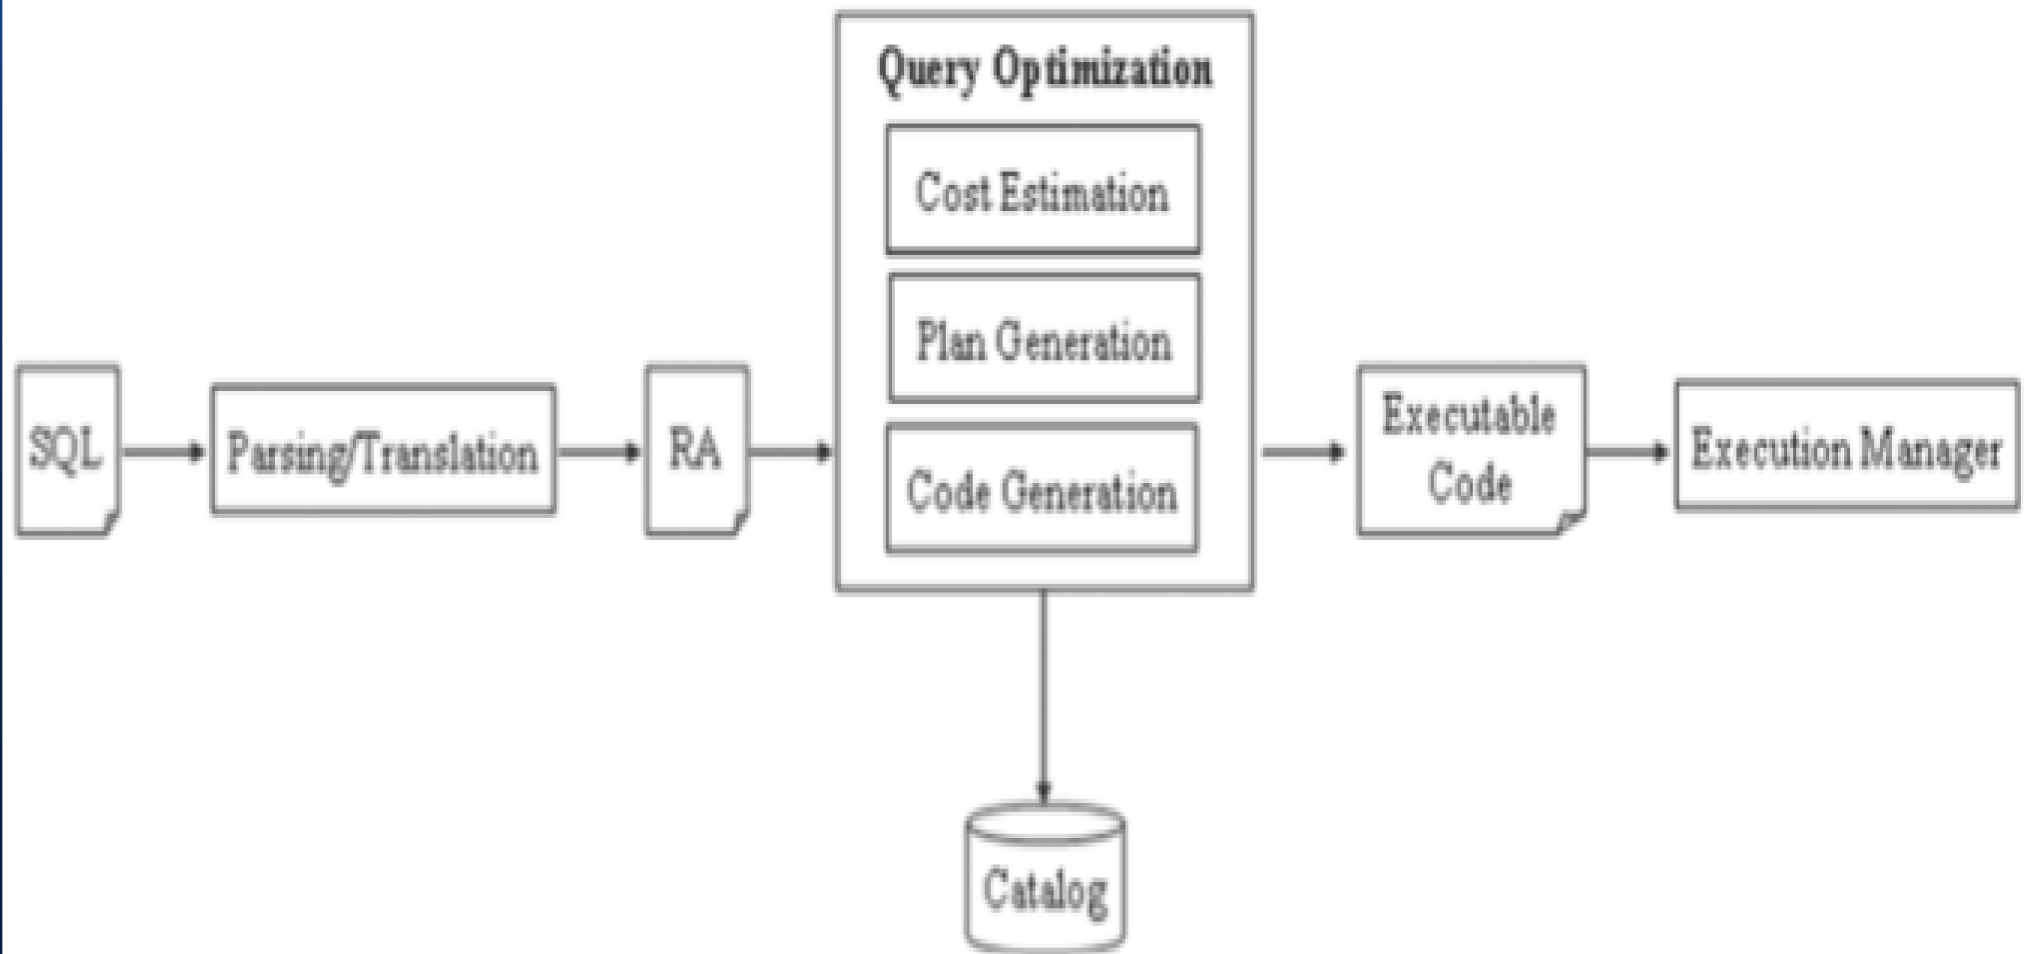 Query Optimization
Cost Estimation
Plan Generation
Code Generation
SQL
Parsing/Translation
RA
Executable
Code
Execution Manager
Catalog